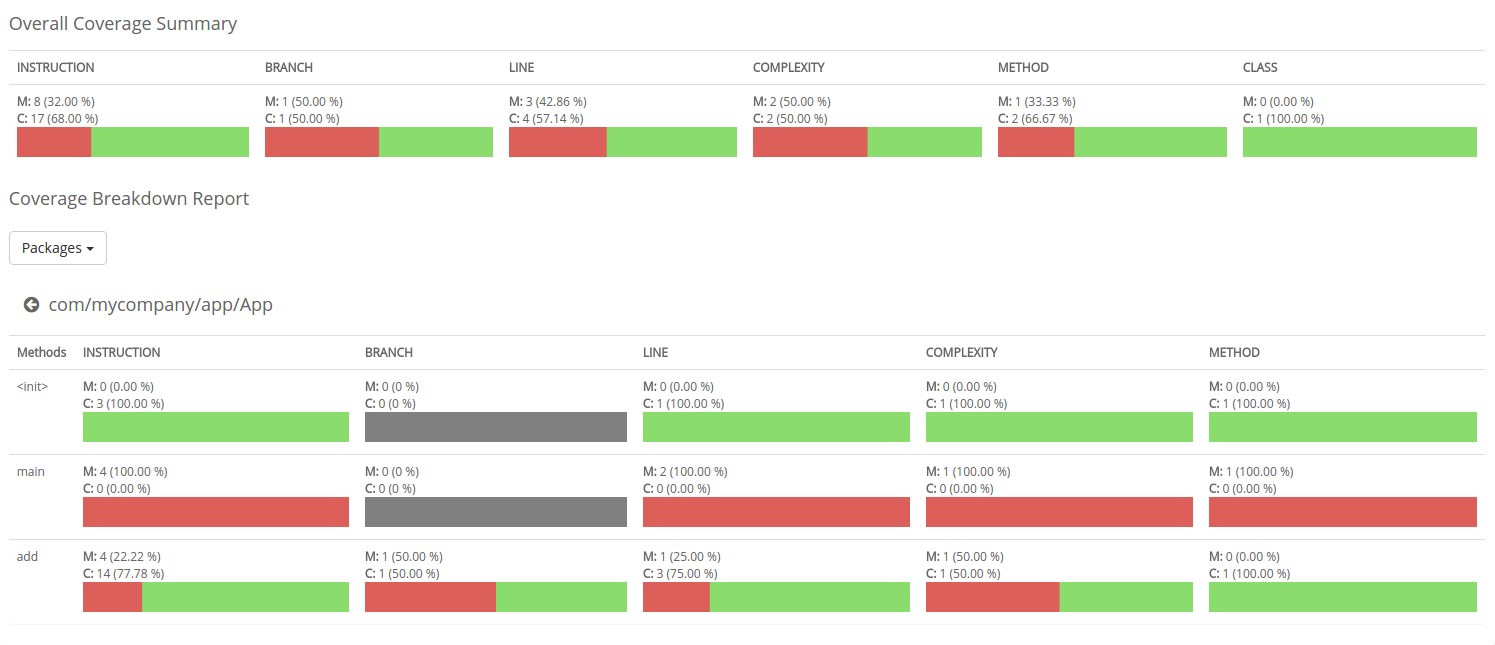 Overall Coverage Summary
INSTRUCTION BRANCH LINE COMPLEXITY METHOD CLASS
M: 8 (32.00 %) M: 1 (50.00 %) M: 3 (42.86 %) M: 2 (50.00 %) M: 1 (33.33 %) M: 0 (0.00 %)
C: 17 (68.00 %) C: 1 (50.00 %) C: 4 (57.14 %) C: 2 (50.00 %) C: 2 (66.67 %) C: 1 (100.00 %)
Coverage Breakdown Report
Packages
com/mycompany/app/App
Methods INSTRUCTION BRANCH LINE COMPLEXITY METHOD
<init> M: 0 (0.00 %) M: 0 (0 %) M: 0 (0.00 %) M: 0 (0.00 %) M: 0 (0.00 %)
C: 3 (100.00 %) C: 0 (0 %) C: 1 (100.00 %) C: 1 (100.00 %) C: 1 (100.00 %)
main M: 4 (100.00 %) M: 0 (0 %) M: 2 (100.00 %) M: 1 (100.00 %) M: 1 (100.00 %)
C: 0 (0.00 %) C: 0 (0 %) C: 0 (0.00 %) C: 0 (0.00 %) C: 0 (0.00 %)
add M: 4 (22.22 %) M: 1 (50.00 %) M: 1 (25.00 %) M: 1 (50.00 %) M: 0 (0.00 %)
C: 14 (77.78 %) C: 1 (50.00 %) C: 3 (75.00 %) C: 1 (50.00 %) C: 1 (100.00 %)